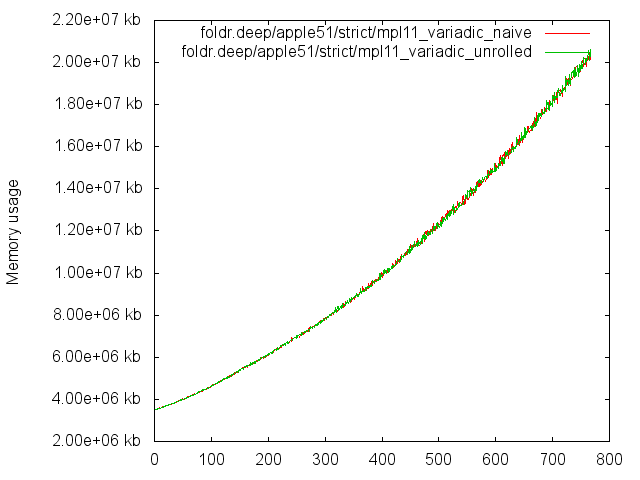 2.20e+07 kb
2.00e+07 kb
1.80e+07 kb
1.60e+07 kb
1.40e+07 kb
1.20e+07 kb
1.00e+07 kb
8.00e+06 kb
6.00e+06 kb
4.00e+06 kb
2.00e+06 kb
Memory usage
foldr.deep/apple51/strict/mpl11_variadic_naive
foldr.deep/apple51/strict/mpl11_variadic_unrolled
0 100 200 300 400 500 600 700 800